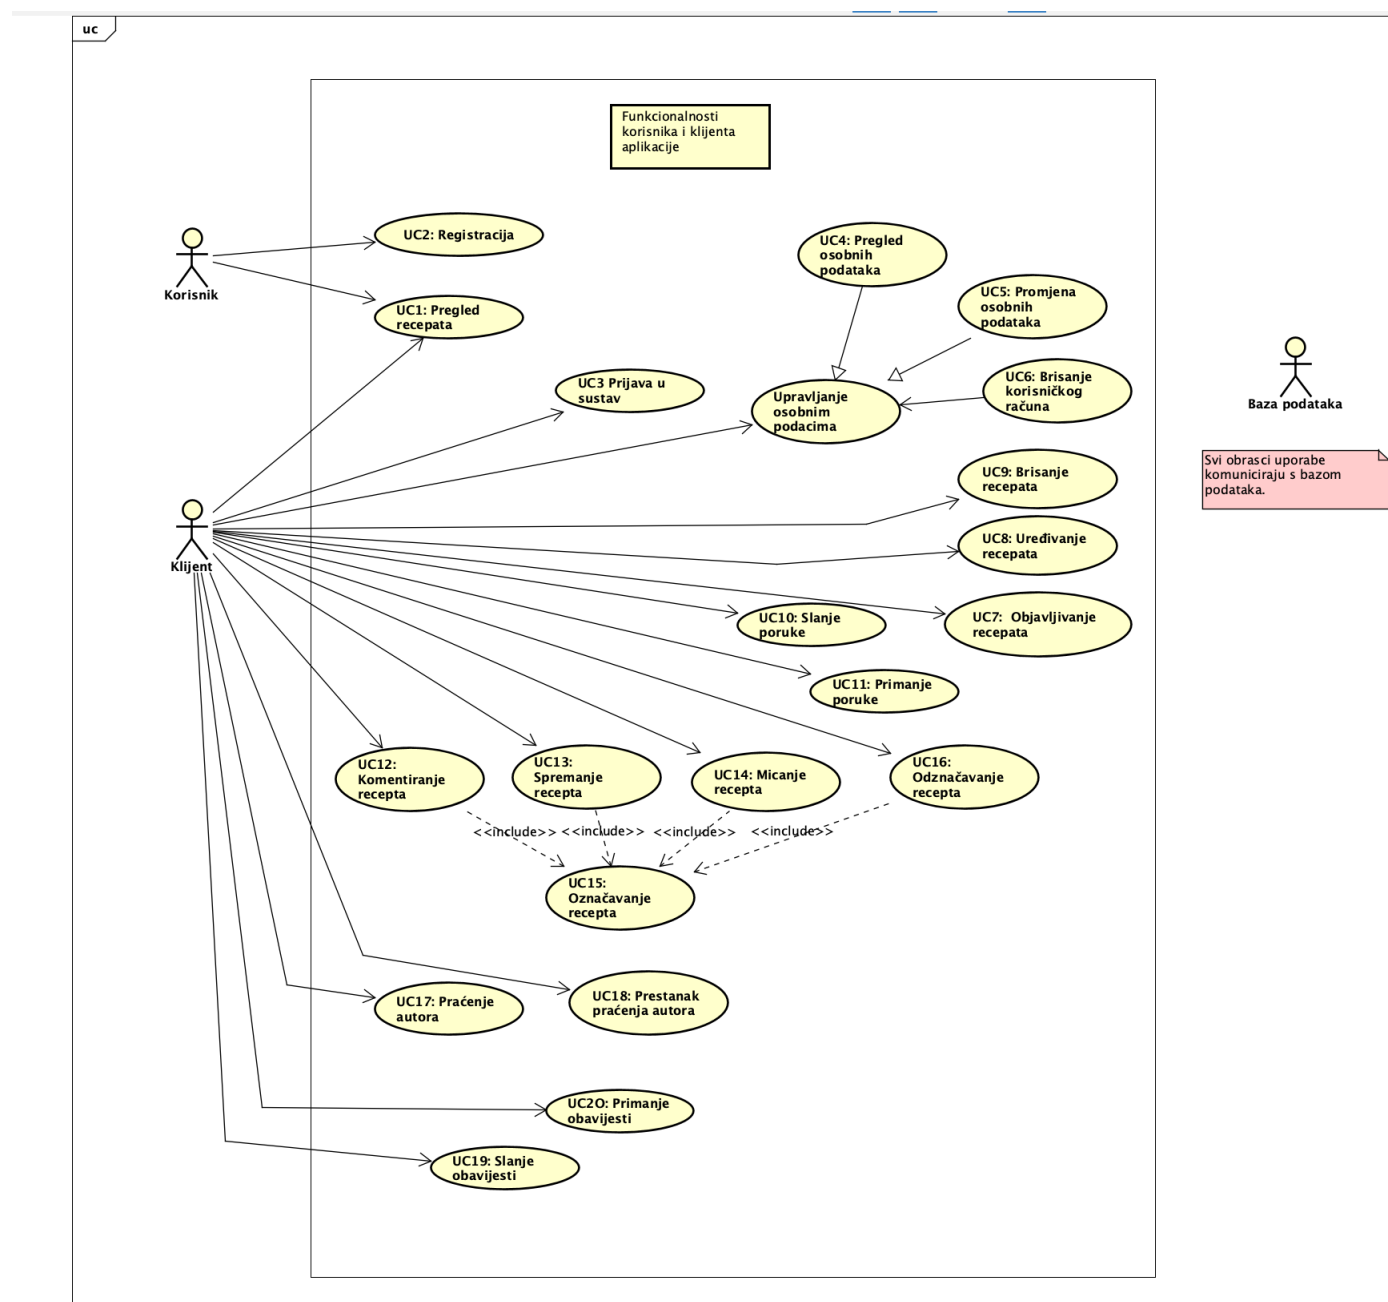 uc
Funkcionalnosti
korisnika i klijenta
aplikacije
Korisnik
UC2: Registracija
UC1: Pregled
recepata
UC4: Pregled
osobnih
podataka
UC5: Promjena
osobnih
podataka
UC3 Prijava u
sustav
Upravljanje
osobnim
podacima
UC6: Brisanje
korisničkog
računa
Baza podataka
Svi obrasci uporabe
komuniciraju s bazom
podataka.
Klijent
UC9: Brisanje
recepata
UC8: Uređivanje
recepata
UC10: Slanje
poruke
UC7:  Objavljivanje
recepata
UC11: Primanje
poruke
UC12:
Komentiranje
recepta
UC13:
Spremanje
recepta
UC14: Micanje
recepta
UC16:
Odznačavanje
recepta
<<include>>
<<include>>
<<include>>
<<include>>
UC15:
Označavanje
recepta
UC17: Praćenje
autora
UC18: Prestanak
praćenja autora
UC2O: Primanje
obavijesti
UC19: Slanje
obavijesti